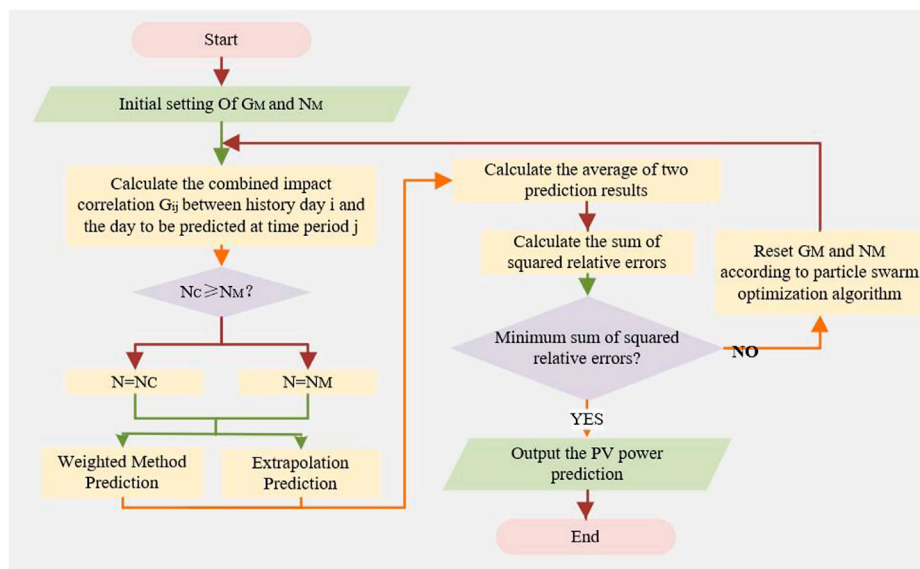 Start
Initial setting Of GM and NM
Calculate the combined impact
correlation Gij between history day i and
the day to be predicted at time period j
NC≥NM?
N=NC
N=NM
Weighted Method
Prediction
Extrapolation
Prediction
Calculate the average of two
prediction results
Calculate the sum of
squared relative errors
Minimum sum of squared
relative errors?
NO
Reset GM and NM
according to particle swarm
optimization algorithm
YES
Output the PV power
prediction
End